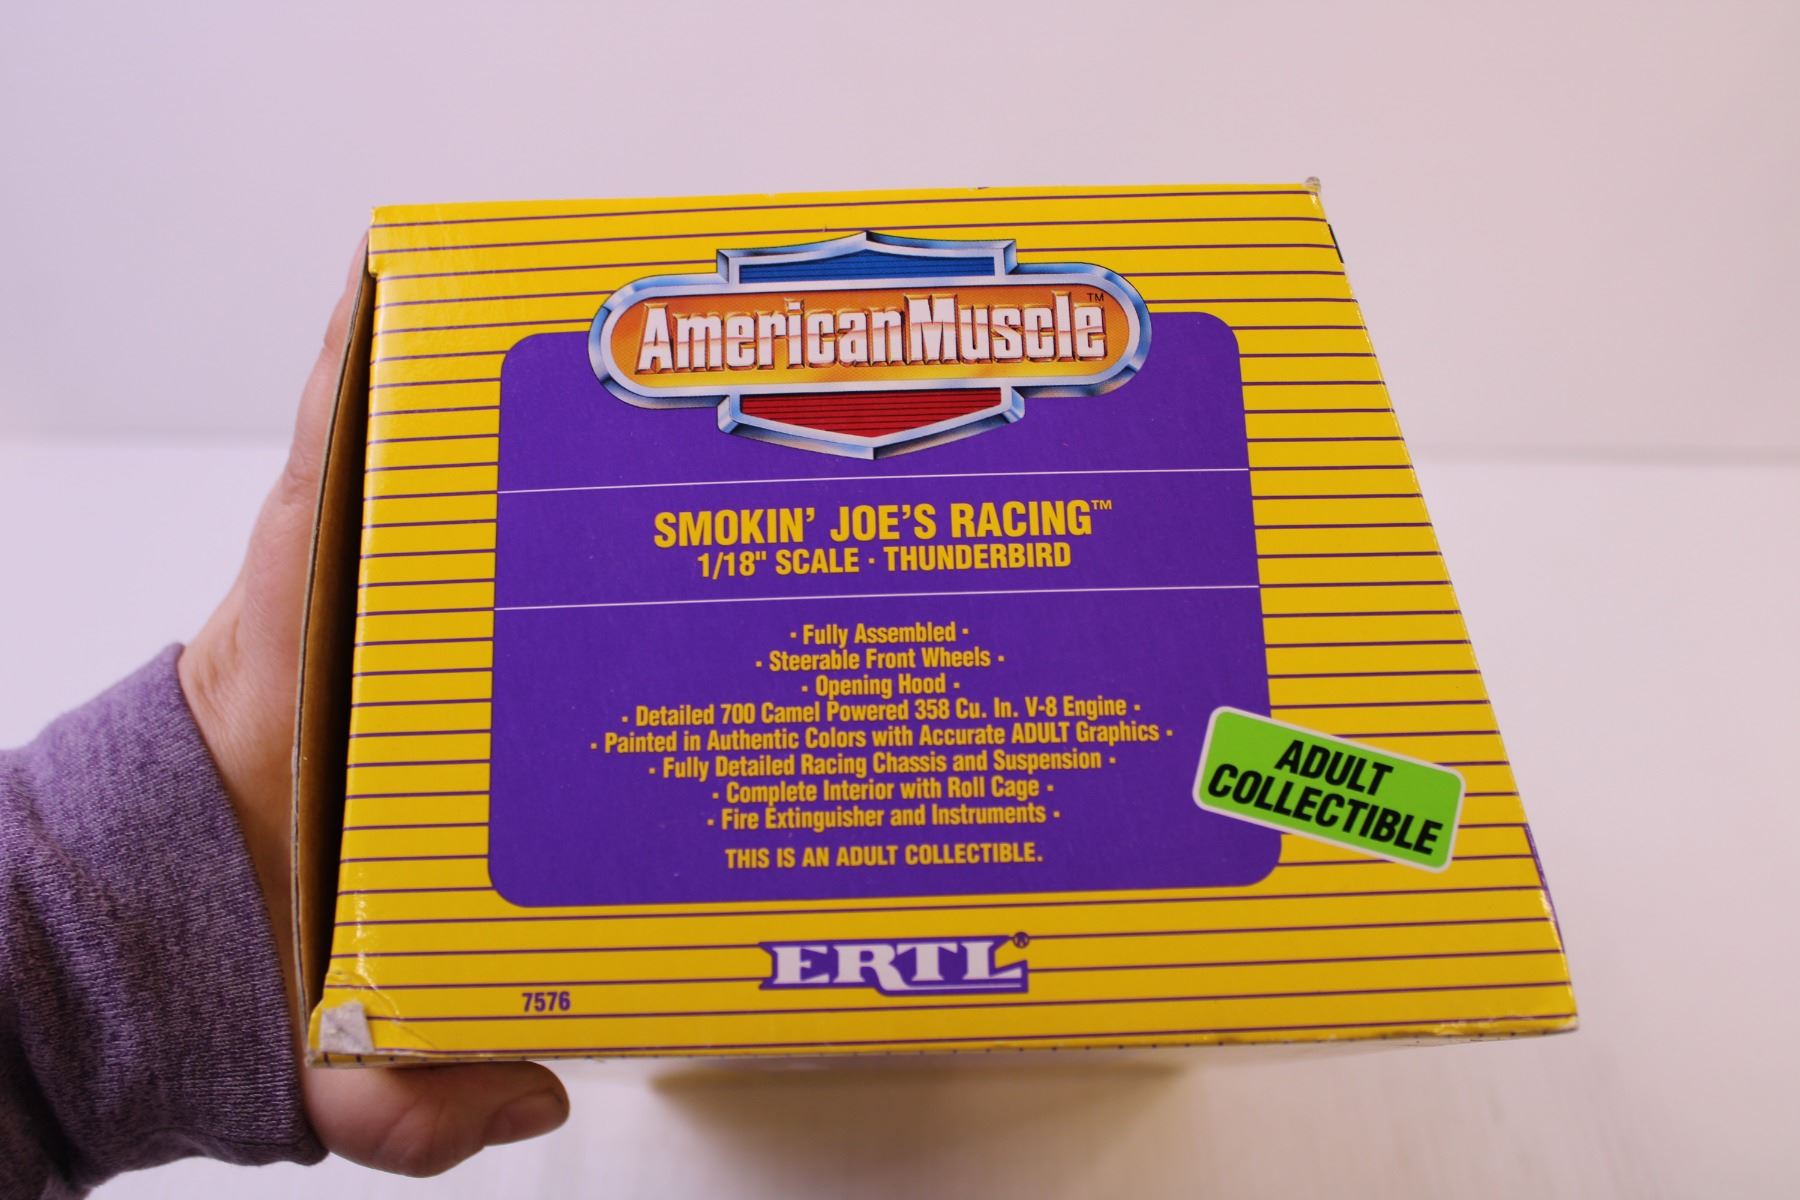 AmericanMuscle™
SMOKIN' JOE'S RACING™
1/18" SCALE · THUNDERBIRD
· Fully Assembled ·
· Steerable Front Wheels ·
· Opening Hood ·
· Detailed 700 Camel Powered 358 Cu. In. V-8 Engine ·
· Painted in Authentic Colors with Accurate ADULT Graphics ·
· Fully Detailed Racing Chassis and Suspension ·
· Complete Interior with Roll Cage ·
· Fire Extinguisher and Instruments ·
THIS IS AN ADULT COLLECTIBLE.
ADULT
COLLECTIBLE
ERTL®
7576